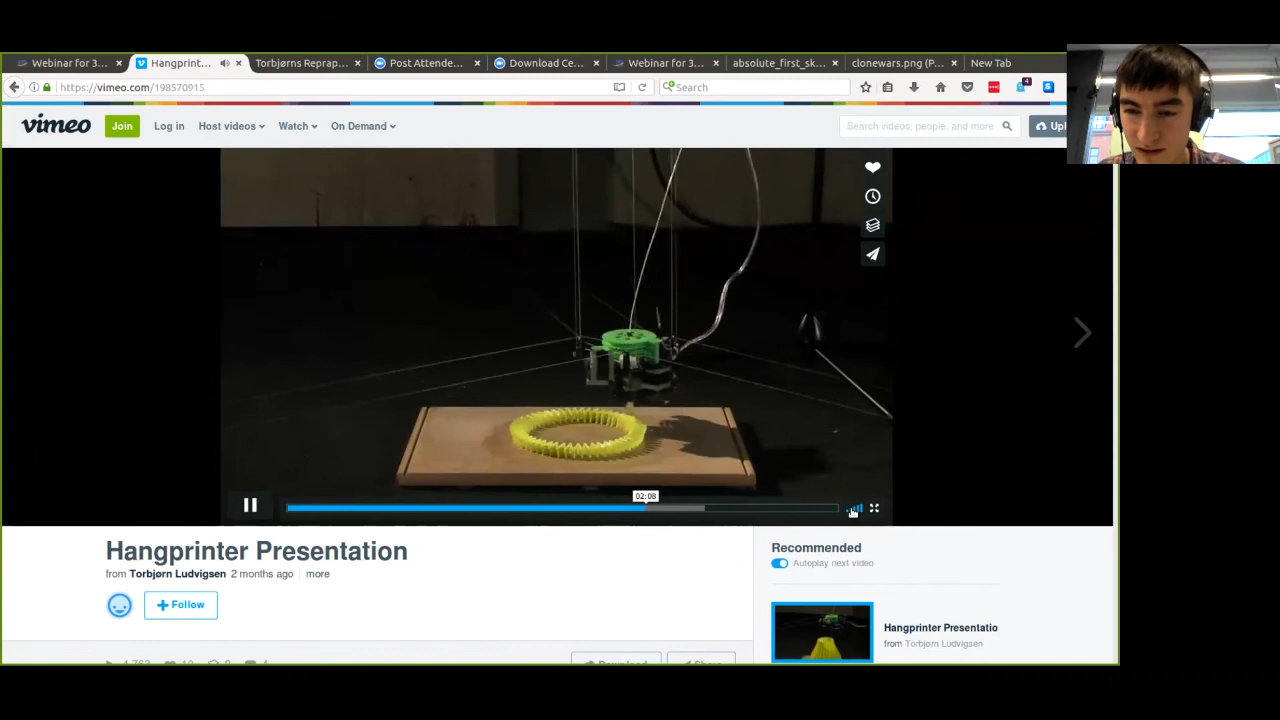 Webinar for 3... ×
Hangprint... ×
Torbjørns Reprap... ×
Post Attende... ×
Download Ce... ×
Webinar for 3... ×
absolute_first_sk... ×
clonewars.png (P... ×
New Tab
https://vimeo.com/198570915
Search
4
S
vimeo
Join
Log in
Host videos
Watch
On Demand
Search videos, people, and more
Upl
02:08
Hangprinter Presentation
from Torbjørn Ludvigsen 2 months ago more
+ Follow
Recommended
Autoplay next video
Hangprinter Presentatio
from Torbjørn Ludvigsen